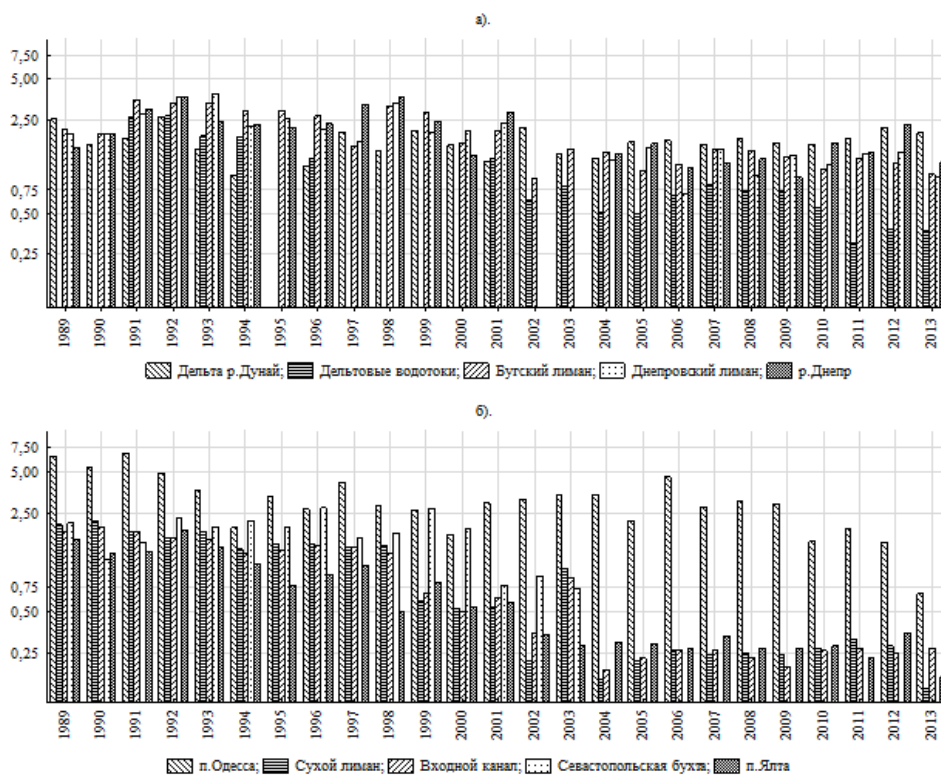 а).
7,50
5,00
2,50
0,75
0,50
0,25
1989 1990 1991 1992 1993 1994 1995 1996 1997 1998 1999 2000 2001 2002 2003 2004 2005 2006 2007 2008 2009 2010 2011 2012 2013
Дельта р.Дунай; Дельтовые водотоки; Бугский лиман; Днепровский лиман; р.Днепр
б).
7,50
5,00
2,50
0,75
0,50
0,25
1989 1990 1991 1992 1993 1994 1995 1996 1997 1998 1999 2000 2001 2002 2003 2004 2005 2006 2007 2008 2009 2010 2011 2012 2013
п.Одесса; Сухой лиман; Входной канал; Севастопольская бухта; п.Ялта